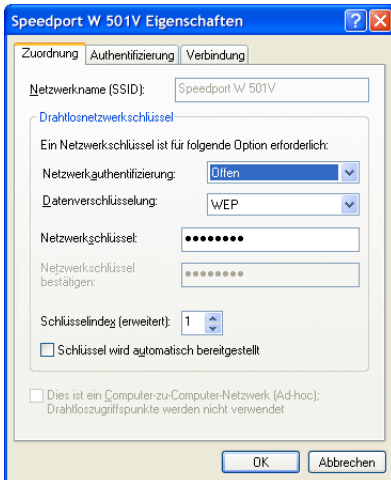 Speedport W 501V Eigenschaften
Zuordnung Authentifizierung Verbindung
Netzwerkname (SSID): Speedport W 501V
Drahtlosnetzwerkschlüssel
Ein Netzwerkschlüssel ist für folgende Option erforderlich:
Netzwerkauthentifizierung: Offen
Datenverschlüsselung: WEP
Netzwerkschlüssel: ●●●●●●●●
Netzwerkschlüssel
bestätigen: ●●●●●●●●
Schlüsselindex (erweitert): 1
Schlüssel wird automatisch bereitgestellt
Dies ist ein Computer-zu-Computer-Netzwerk (Ad-hoc);
Drahtloszugriffspunkte werden nicht verwendet
OK Abbrechen